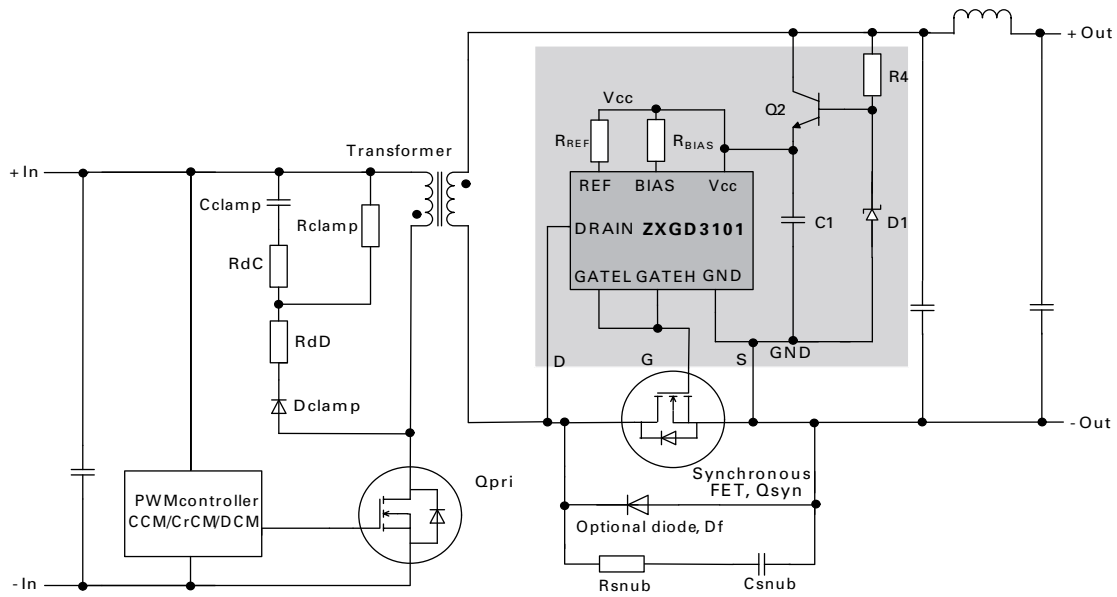 +Out
R4
Q2
Vcc
RREF
RBIAS
Transformer
+In
REF BIAS Vcc
Cclamp
Rclamp
DRAIN ZXGD3101
C1
D1
RdC
GATEL GATEH GND
RdD
GND
D
G
S
Dclamp
-Out
Synchronous
FET, Qsyn
Qpri
PWMcontroller
CCM/CrCM/DCM
Optional diode, Df
-In
Rsnub
Csnub